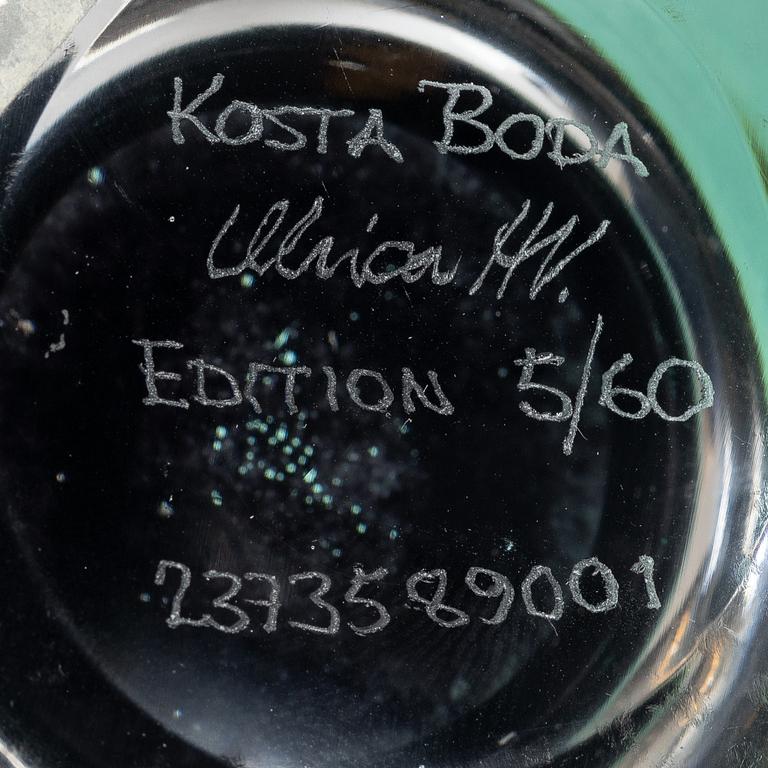 KOSTA BODA
Ulrica HV.
EDITION 5/60
2373589001